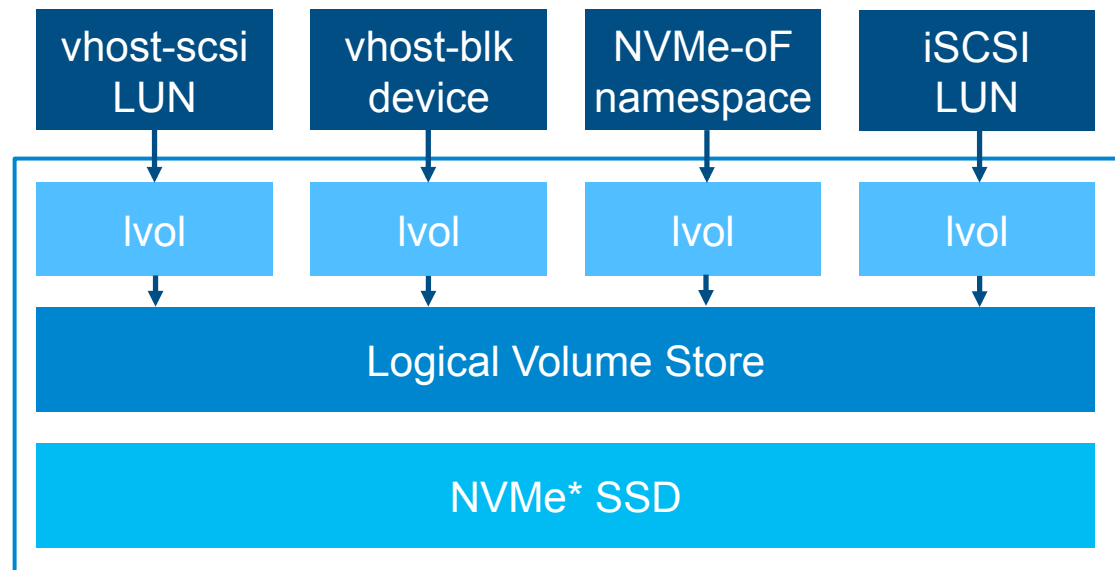 vhost-scsi
LUN
vhost-blk
device
NVMe-oF
namespace
iSCSI
LUN
lvol
lvol
lvol
lvol
Logical Volume Store
NVMe* SSD